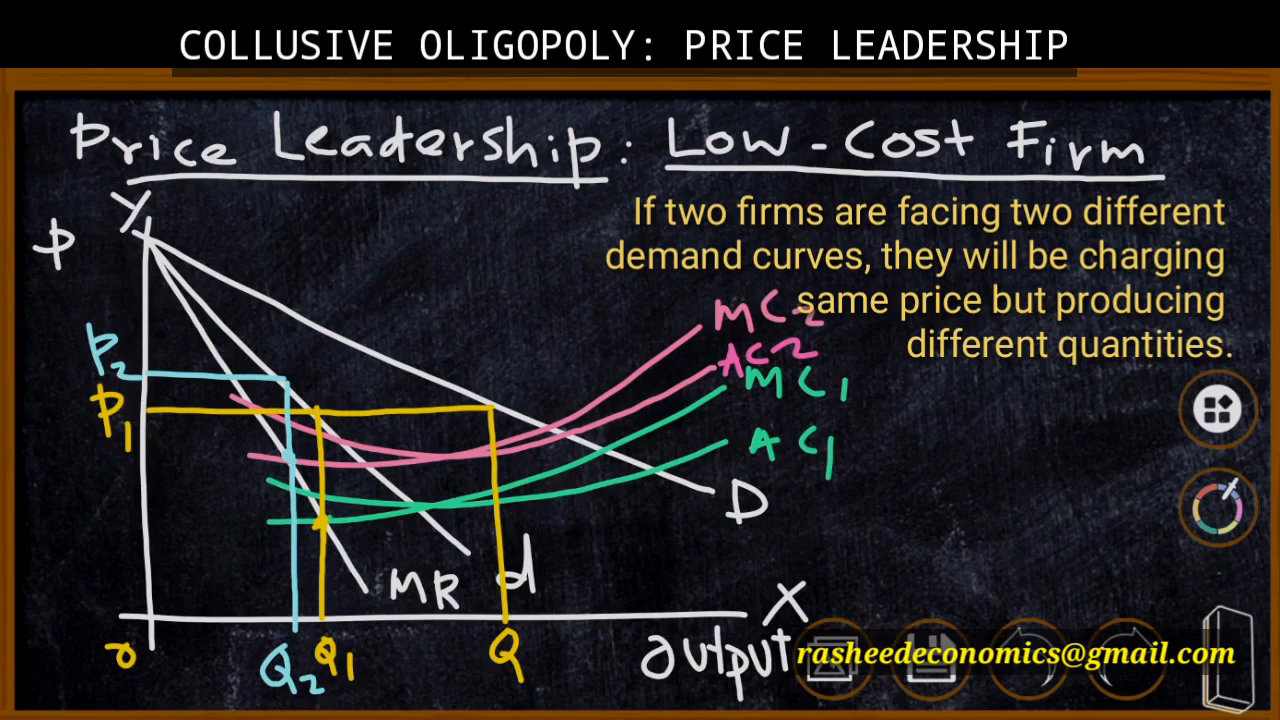 COLLUSIVE OLIGOPOLY: PRICE LEADERSHIP
Price Leadership: Low-Cost Firm
If two firms are facing two different
demand curves, they will be charging
same price but producing
different quantities.
Y
P
MC2
AC2
MC1
P2
P1
AC1
D
MR d
X
O
Q2 Q1 Q
output
rasheedeconomics@gmail.com